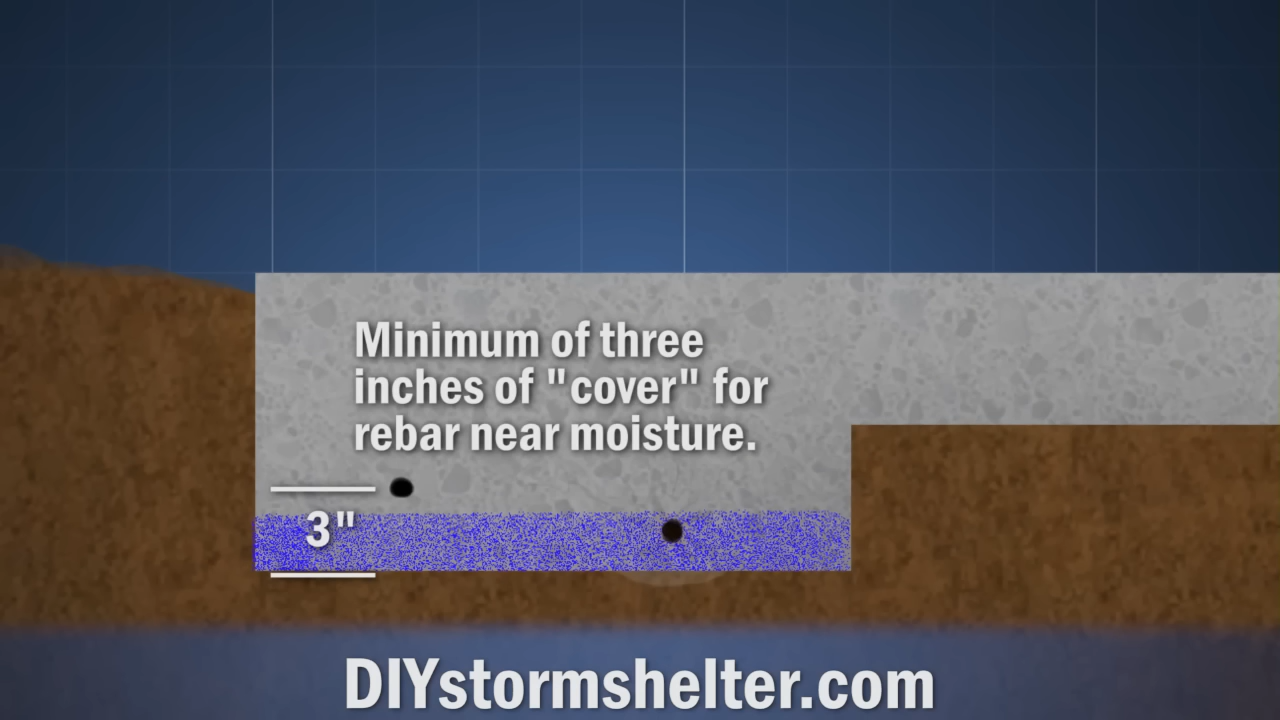 Minimum of three
inches of "cover" for
rebar near moisture.
3"
DIYstormshelter.com